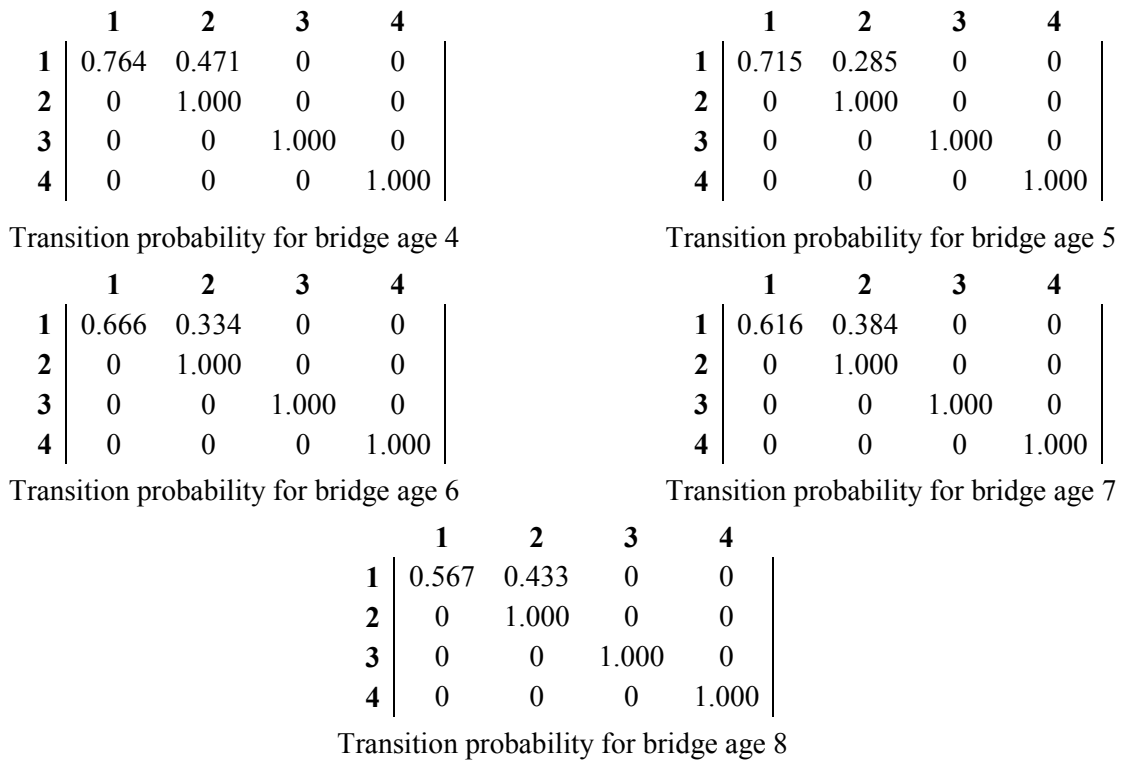 1 2 3 4
1 0.764 0.471 0 0
2 0 1.000 0 0
3 0 0 1.000 0
4 0 0 0 1.000
Transition probability for bridge age 4
1 2 3 4
1 0.715 0.285 0 0
2 0 1.000 0 0
3 0 0 1.000 0
4 0 0 0 1.000
Transition probability for bridge age 5
1 2 3 4
1 0.666 0.334 0 0
2 0 1.000 0 0
3 0 0 1.000 0
4 0 0 0 1.000
Transition probability for bridge age 6
1 2 3 4
1 0.616 0.384 0 0
2 0 1.000 0 0
3 0 0 1.000 0
4 0 0 0 1.000
Transition probability for bridge age 7
1 2 3 4
1 0.567 0.433 0 0
2 0 1.000 0 0
3 0 0 1.000 0
4 0 0 0 1.000
Transition probability for bridge age 8